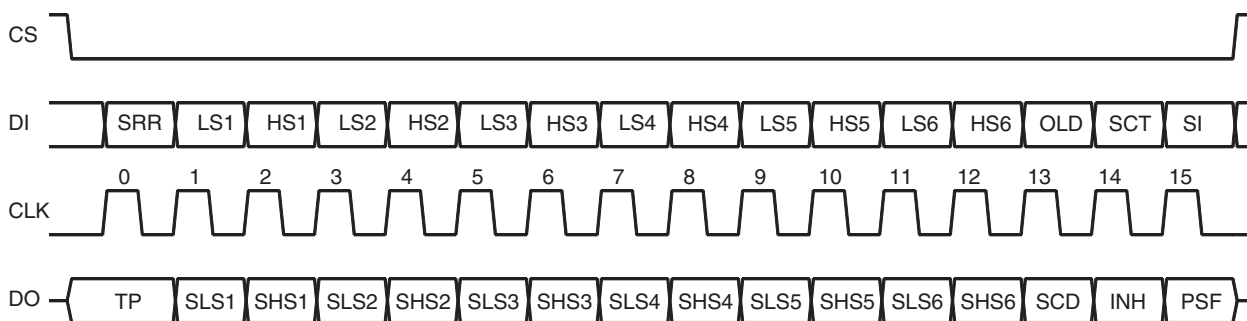 CS
DI SRR LS1 HS1 LS2 HS2 LS3 HS3 LS4 HS4 LS5 HS5 LS6 HS6 OLD SCT SI
0 1 2 3 4 5 6 7 8 9 10 11 12 13 14 15
CLK
DO TP SLS1 SHS1 SLS2 SHS2 SLS3 SHS3 SLS4 SHS4 SLS5 SHS5 SLS6 SHS6 SCD INH PSF